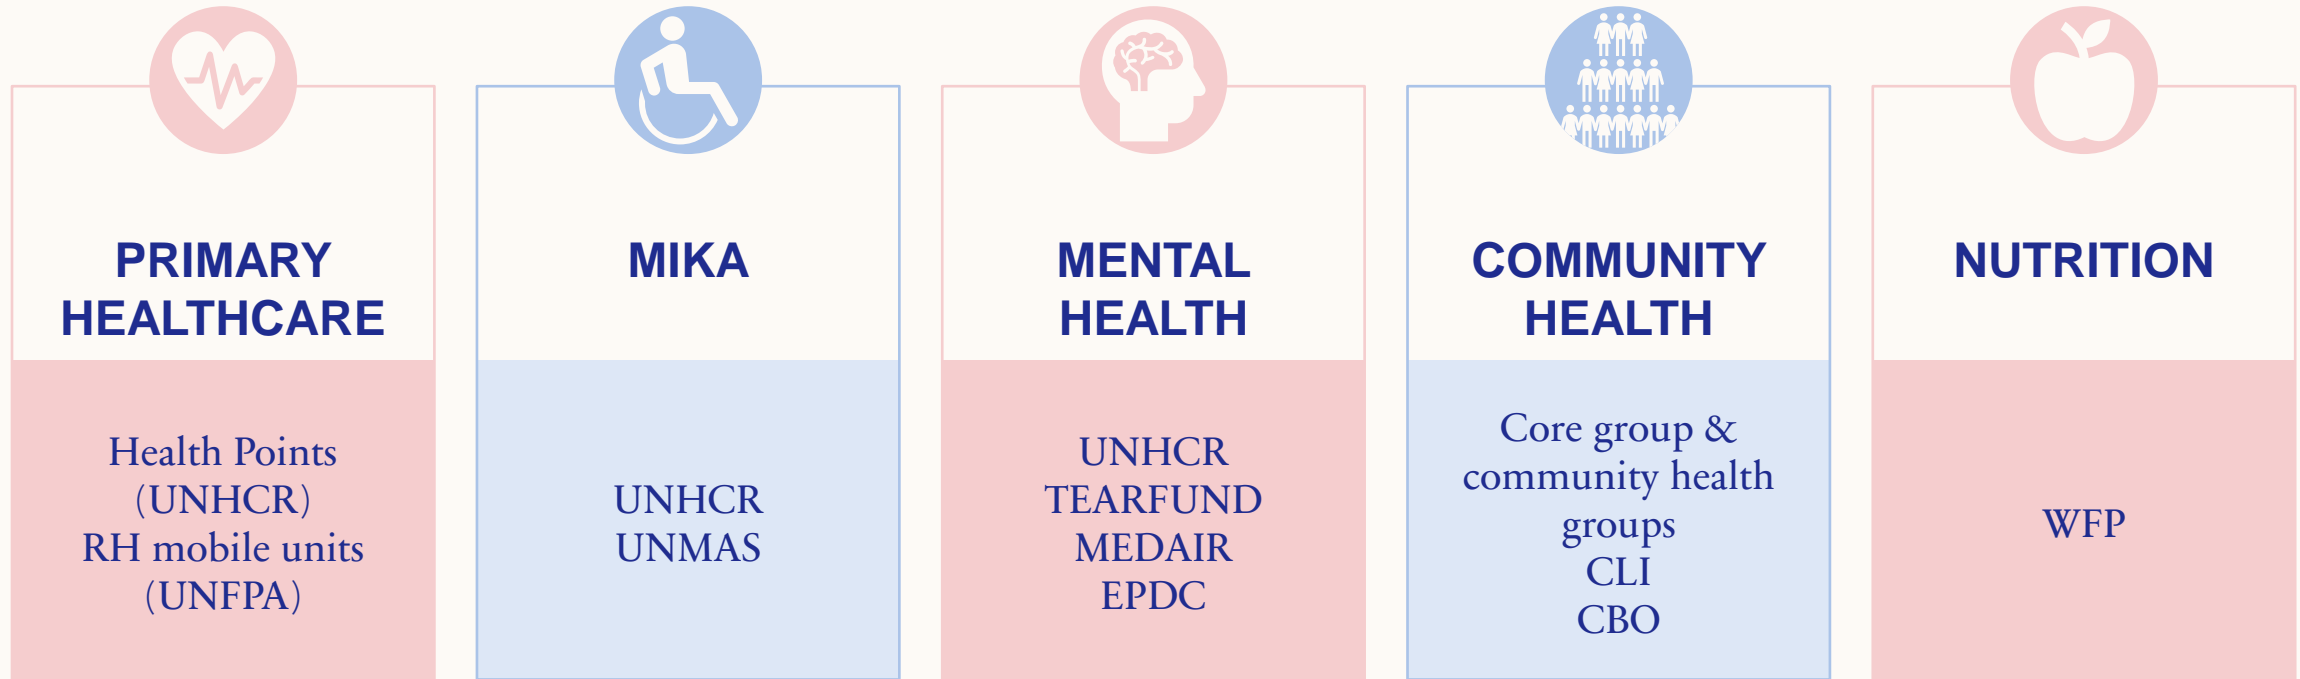 PRIMARY
HEALTHCARE
Health Points
(UNHCR)
RH mobile units
(UNFPA)
MIKA
UNHCR
UNMAS
MENTAL
HEALTH
UNHCR
TEARFUND
MEDAIR
EPDC
COMMUNITY
HEALTH
Core group &
community health
groups
CLI
CBO
NUTRITION
WFP